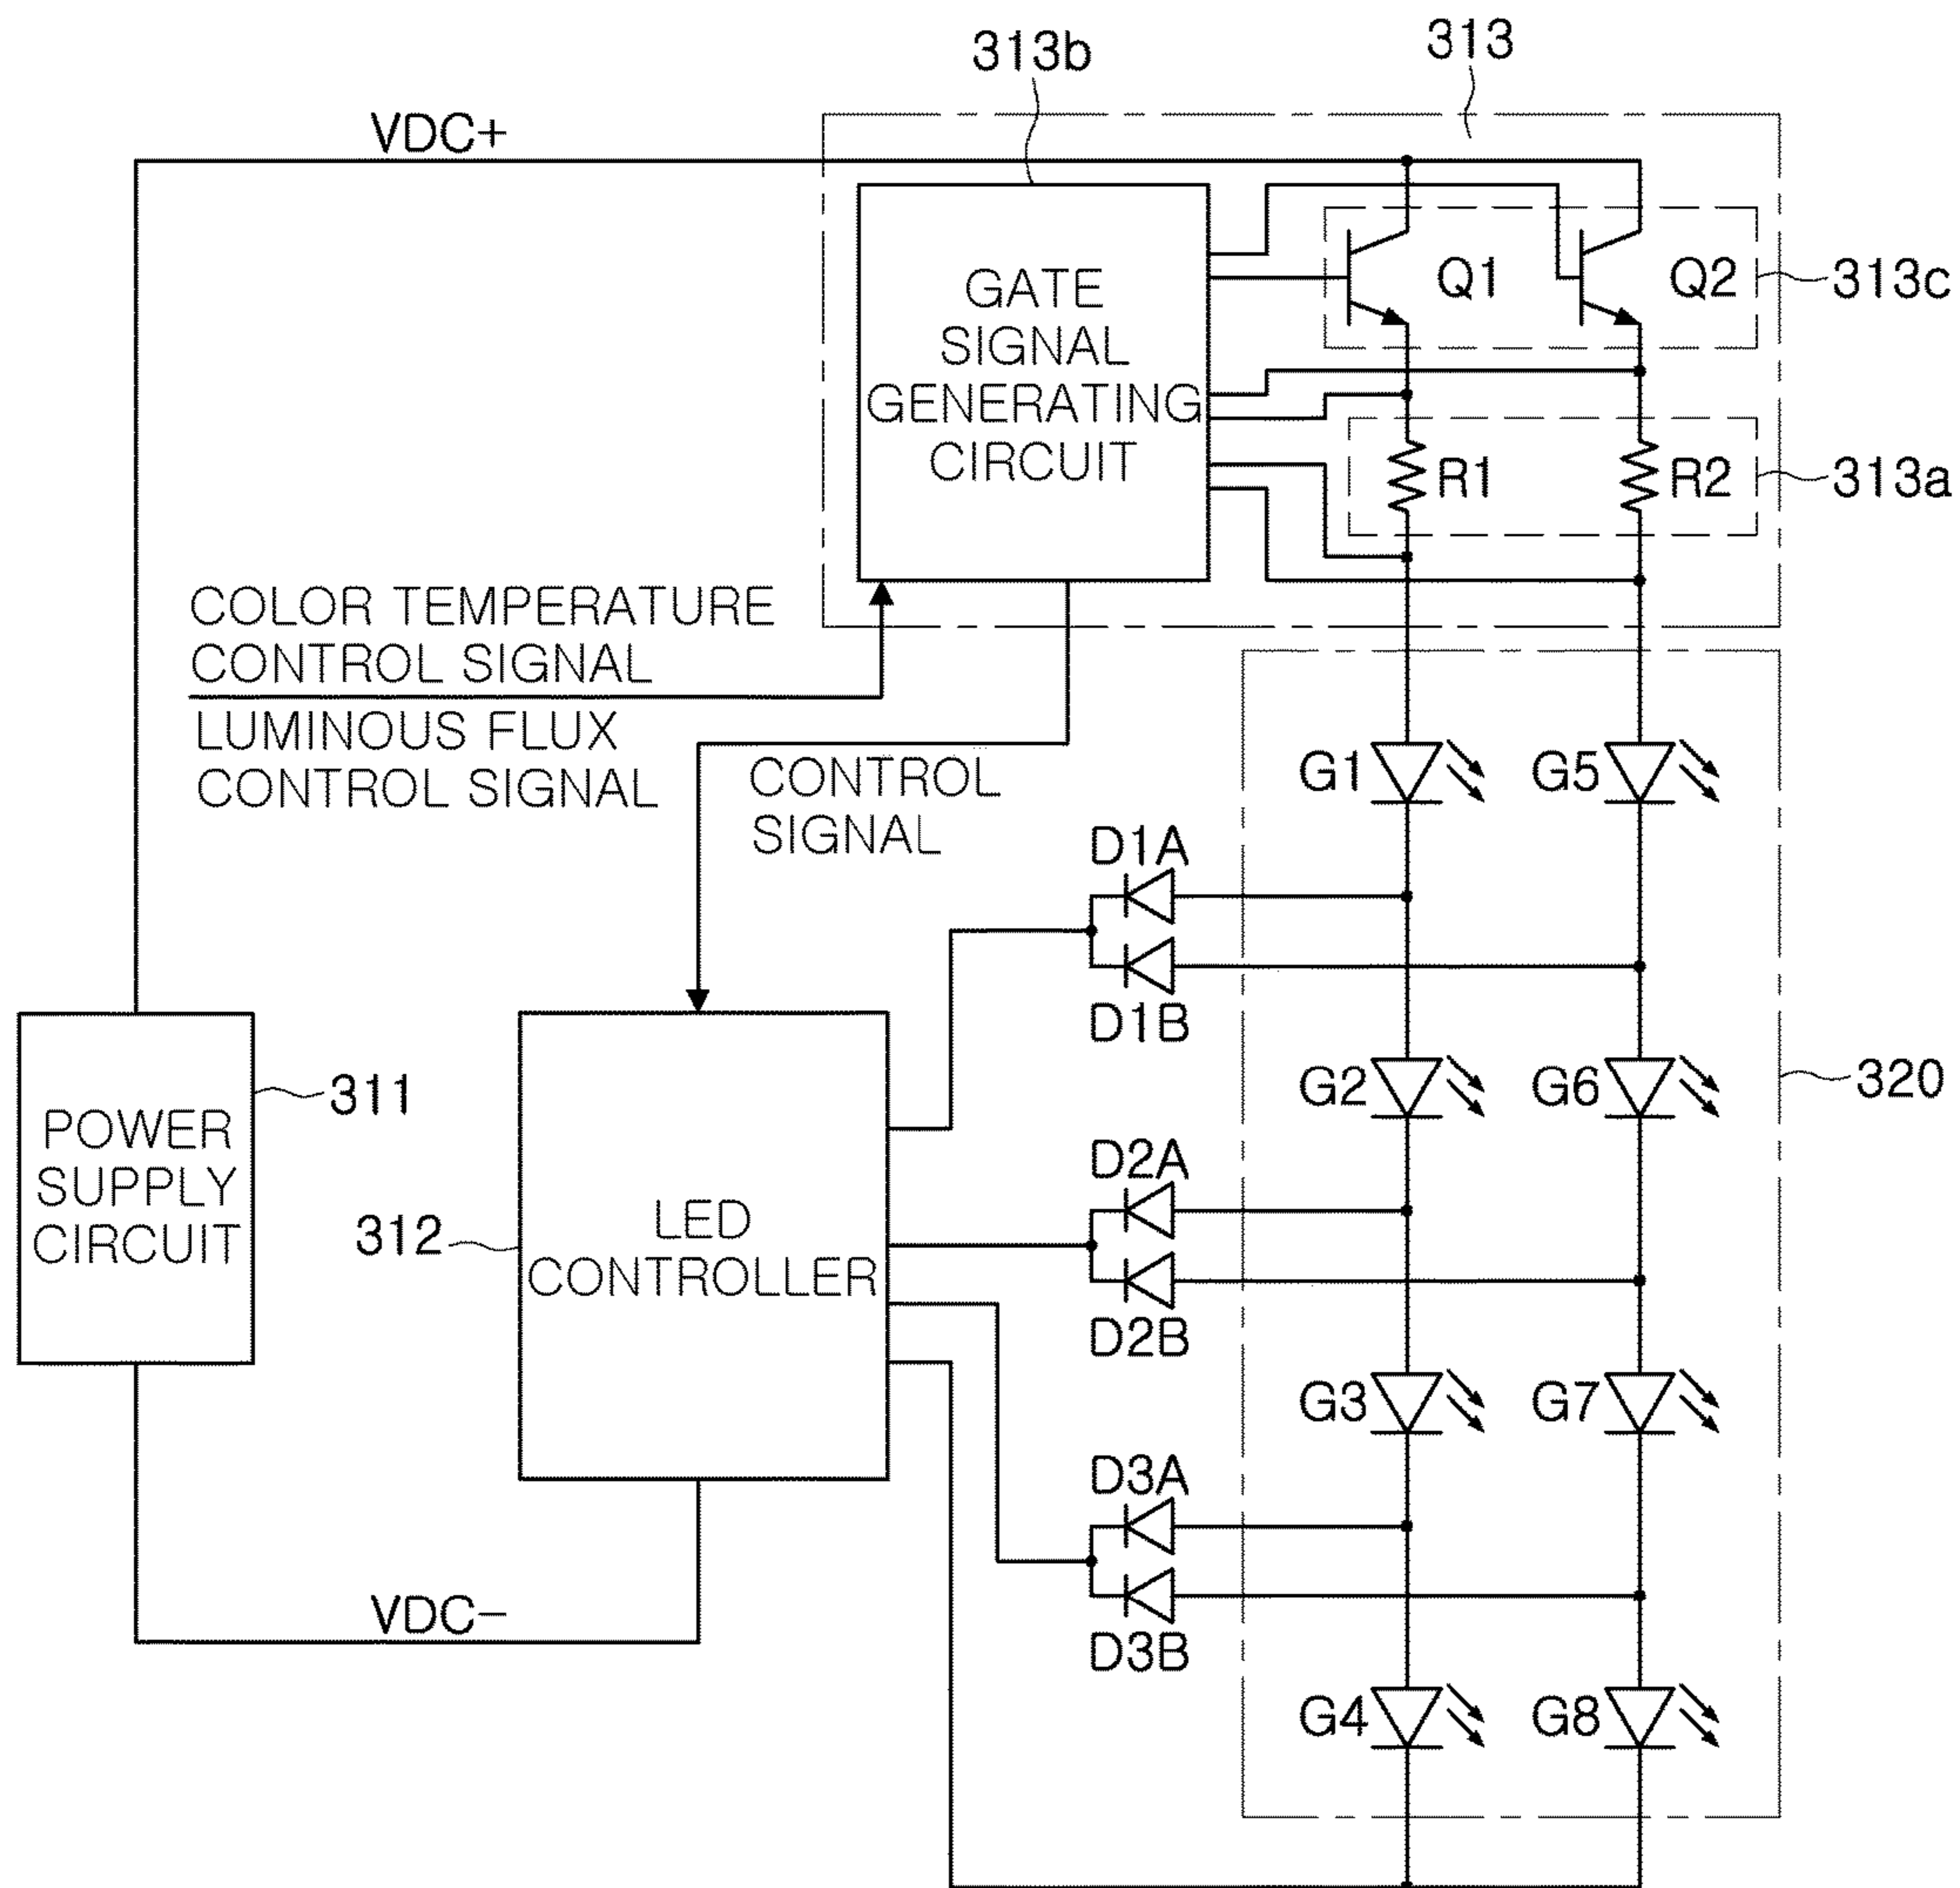 313b
313
VDC+
GATE
SIGNAL
GENERATING
CIRCUIT
Q1
Q2
313c
R1
R2
313a
COLOR TEMPERATURE
CONTROL SIGNAL
LUMINOUS FLUX
CONTROL SIGNAL
CONTROL
SIGNAL
G1
G5
D1A
D1B
311
POWER
SUPPLY
CIRCUIT
G2
G6
320
D2A
312
LED
CONTROLLER
D2B
G3
G7
D3A
VDC-
D3B
G4
G8